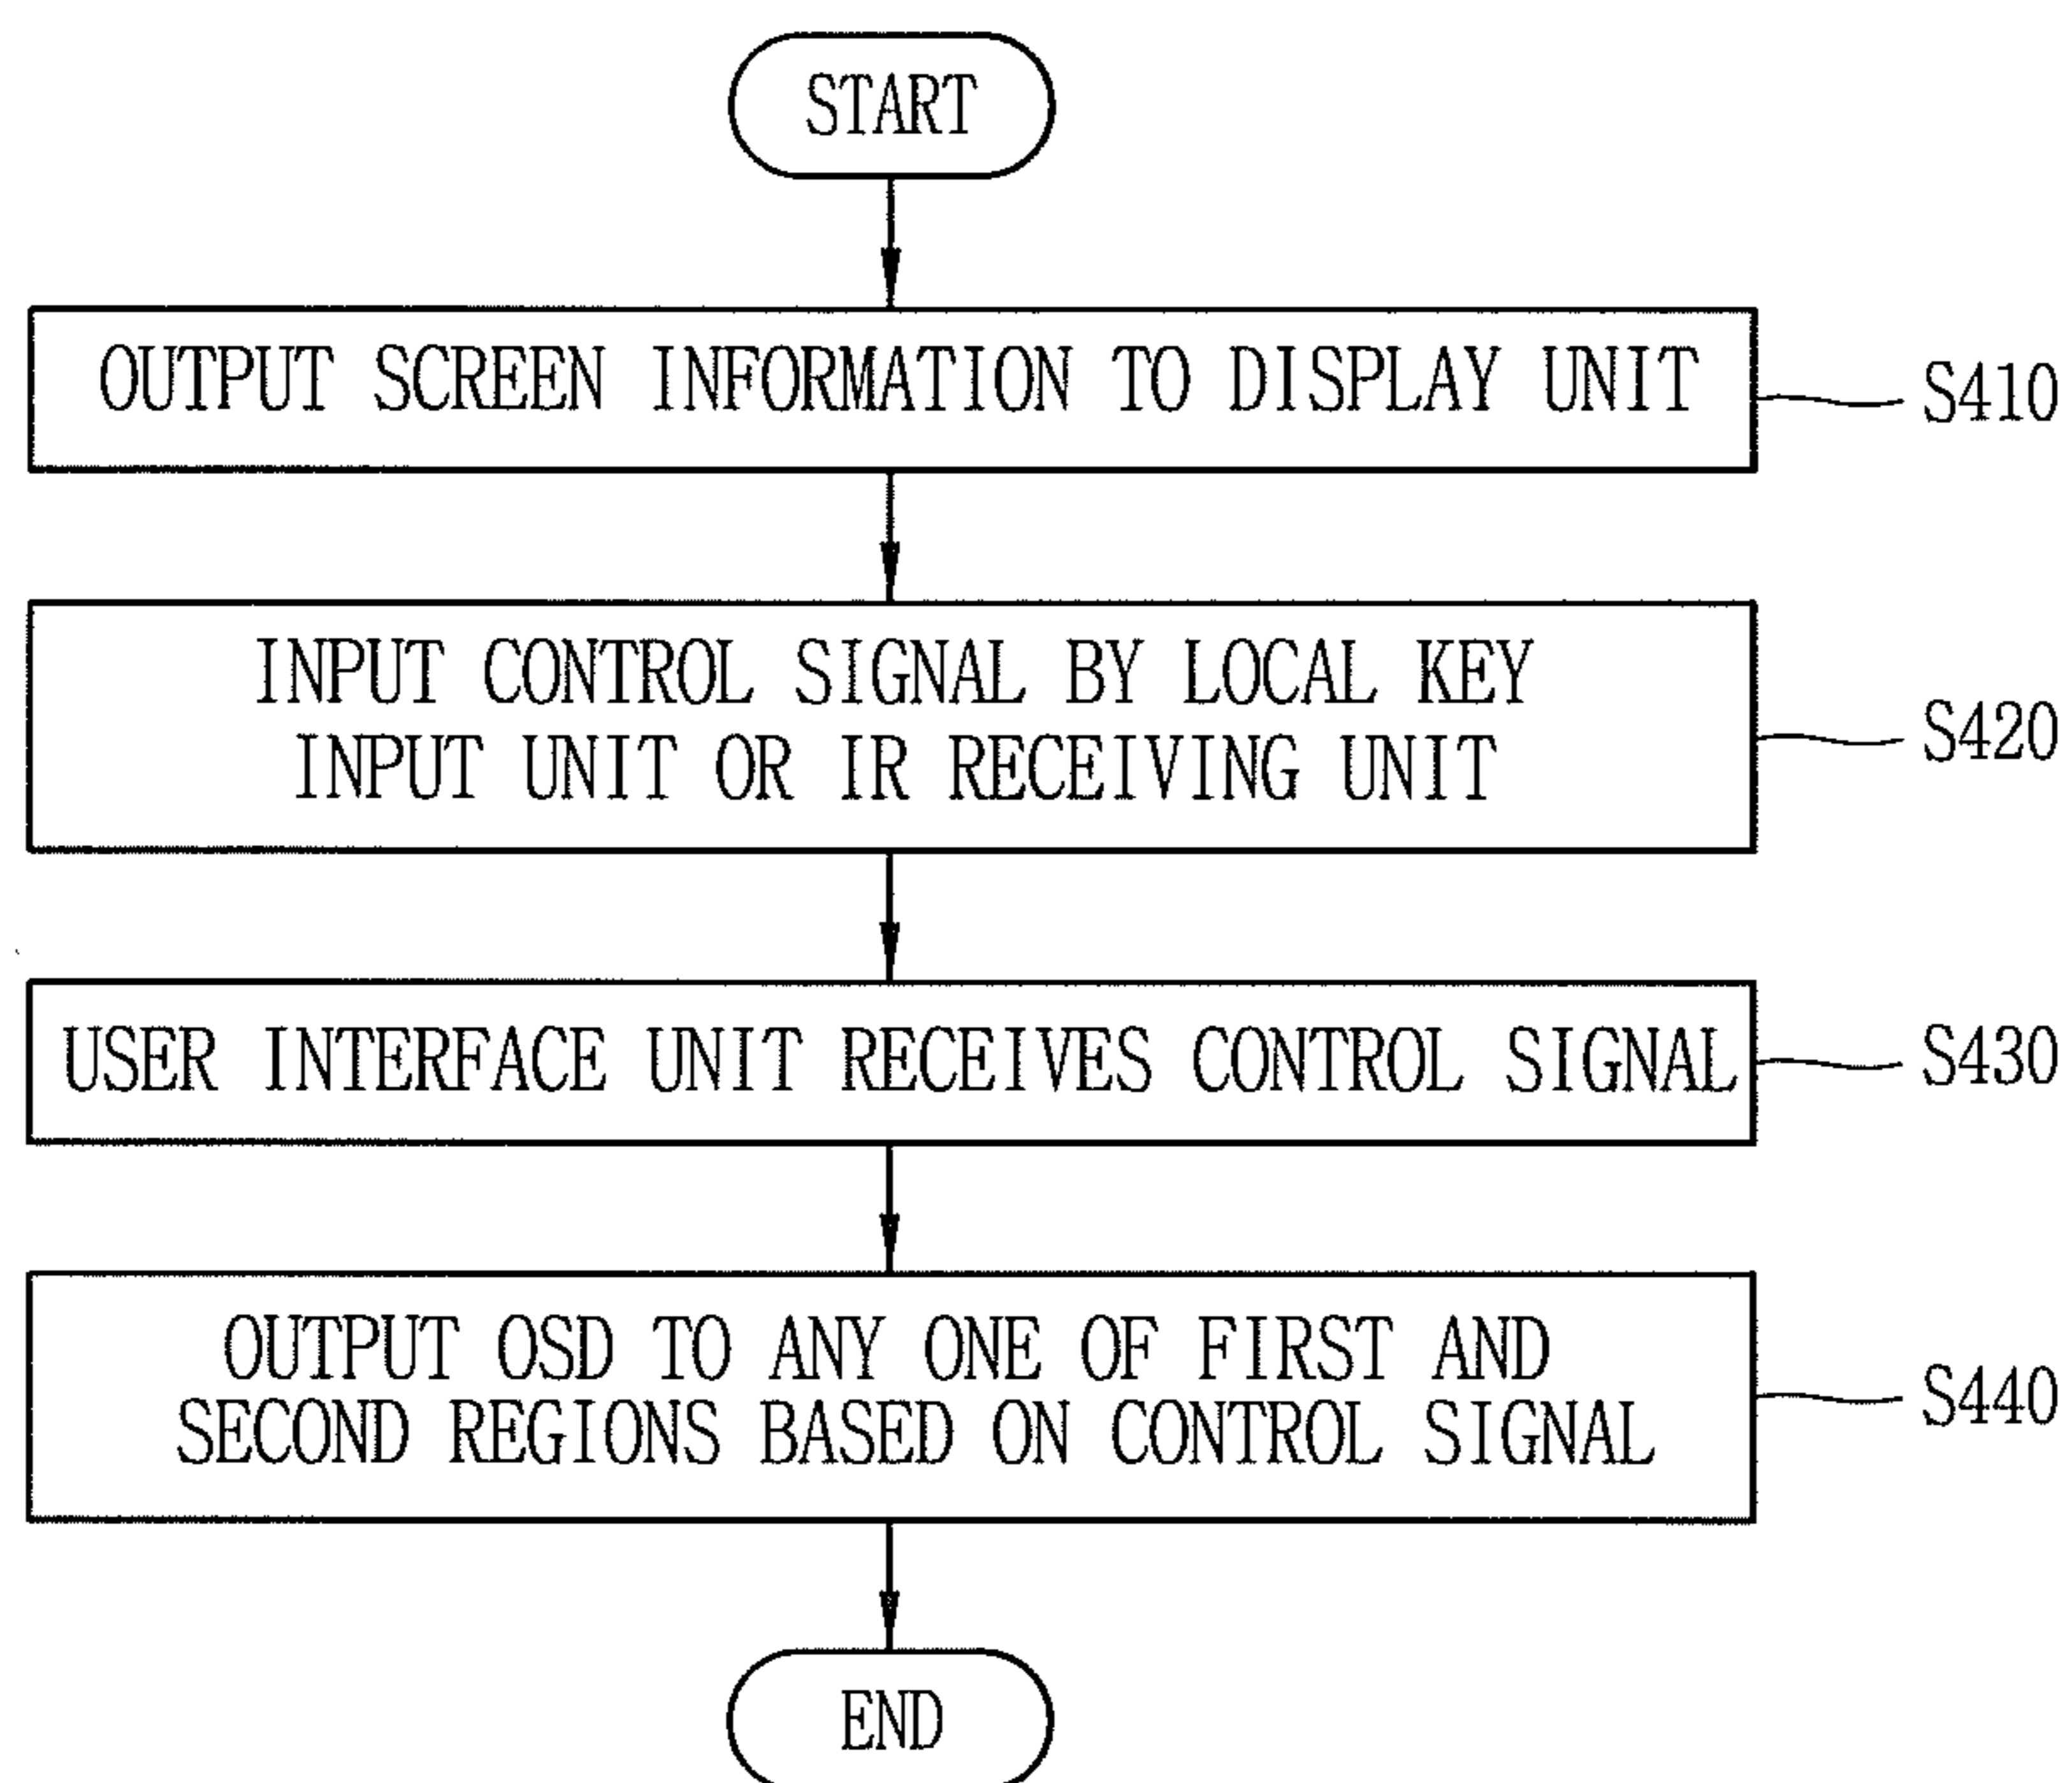 START
OUTPUT SCREEN INFORMATION TO DISPLAY UNIT
S410
INPUT CONTROL SIGNAL BY LOCAL KEY
INPUT UNIT OR IR RECEIVING UNIT
S420
USER INTERFACE UNIT RECEIVES CONTROL SIGNAL
S430
OUTPUT OSD TO ANY ONE OF FIRST AND
SECOND REGIONS BASED ON CONTROL SIGNAL
S440
END